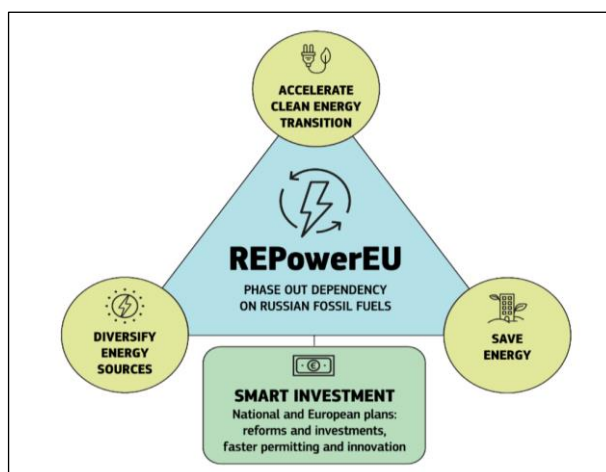 ACCELERATE
CLEAN ENERGY
TRANSITION
REPowerEU
PHASE OUT DEPENDENCY
ON RUSSIAN FOSSIL FUELS
DIVERSIFY
ENERGY
SOURCES
SAVE
ENERGY
€
SMART INVESTMENT
National and European plans:
reforms and investments,
faster permitting and innovation